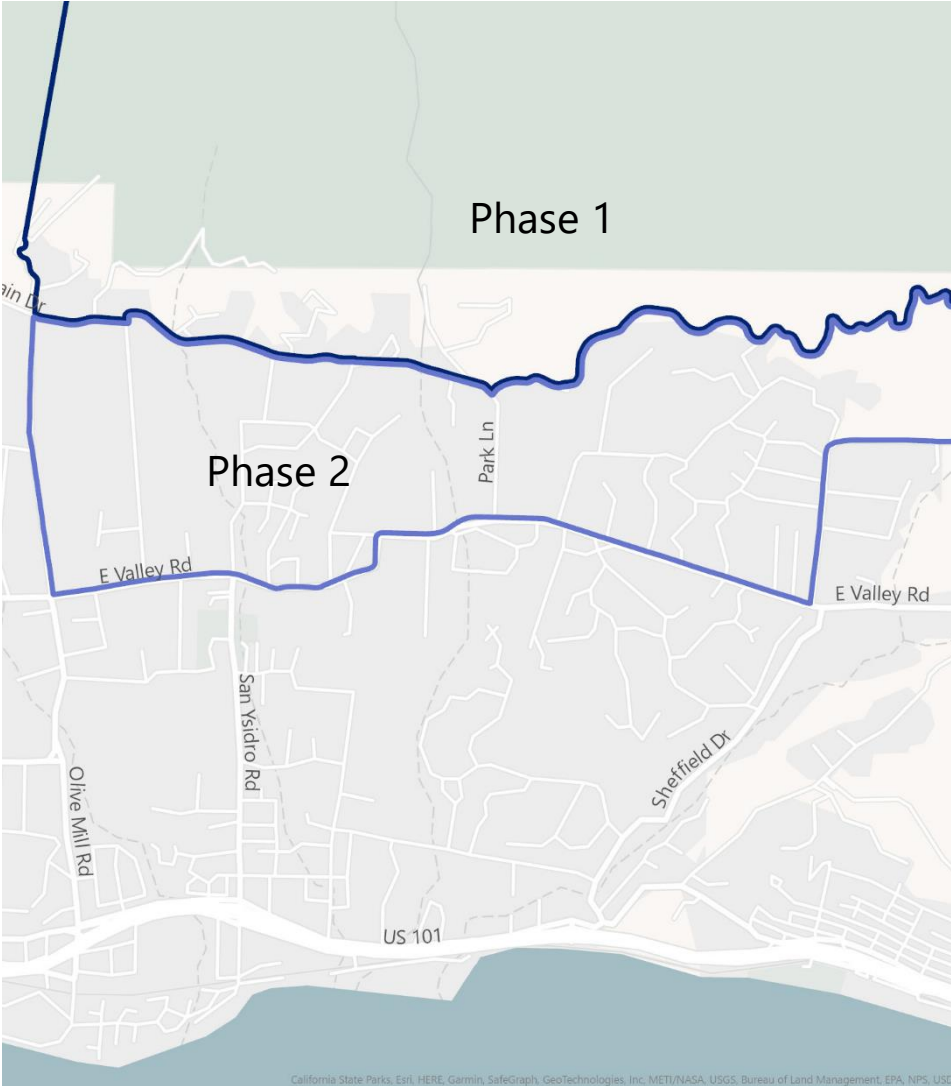 Phase 1
ain Dr
Park Ln
Phase 2
E Valley Rd
E Valley Rd
San Ysidro Rd
Sheffield Dr
Olive Mill Rd
US 101
California State Parks, Esri, HERE, Garmin, SafeGraph, GeoTechnologies, Inc, METI/NASA, USGS, Bureau of Land Management, EPA, NPS, US